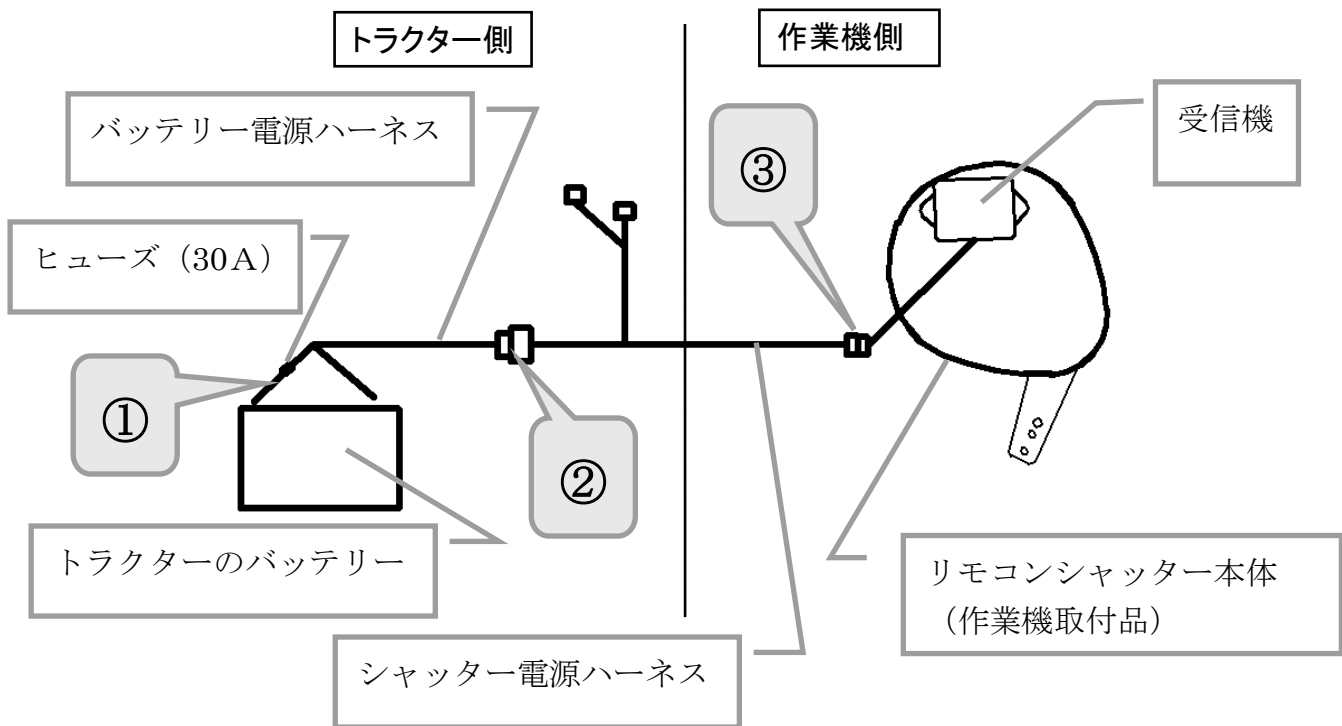 トラクター側
作業機側
バッテリー電源ハーネス
受信機
③
ヒューズ（30A）
①
②
トラクターのバッテリー
リモコンシャッター本体
（作業機取付品）
シャッター電源ハーネス